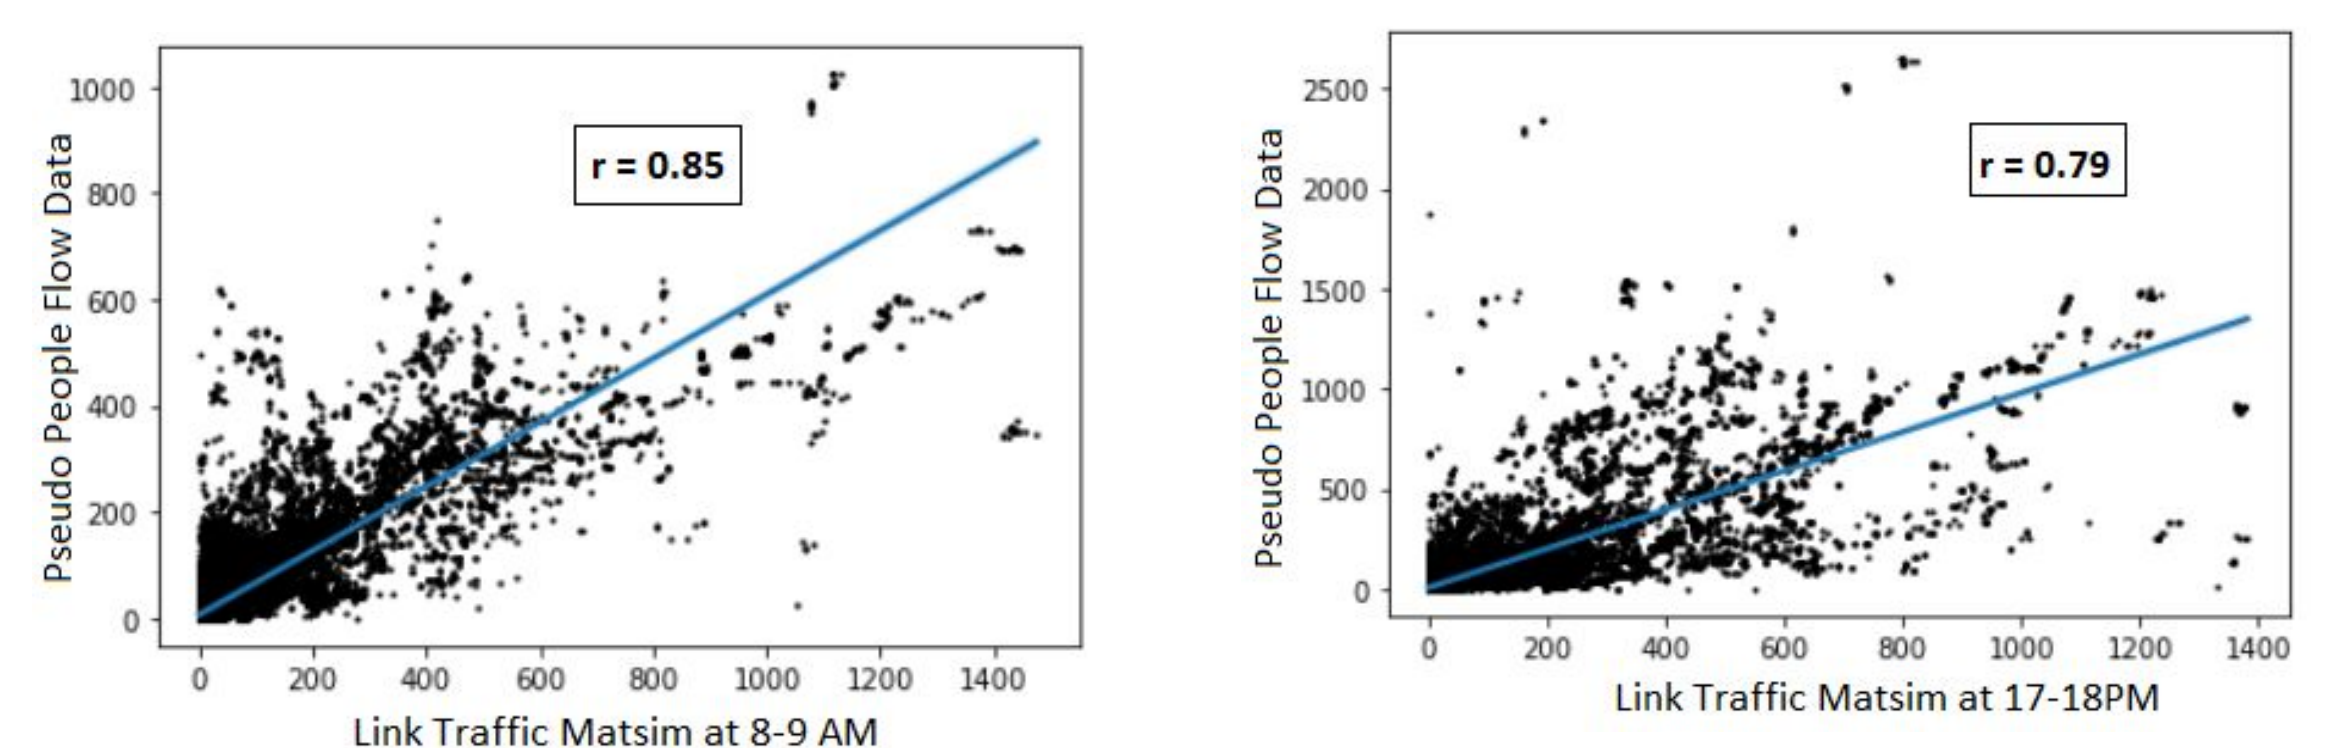 1000
800
600
400
200
0
0 200 400 600 800 1000 1200 1400
Pseudo People Flow Data
r = 0.85
Link Traffic Matsim at 8-9 AM
2500
2000
1500
1000
500
0
0 200 400 600 800 1000 1200 1400
Pseudo People Flow Data
r = 0.79
Link Traffic Matsim at 17-18PM